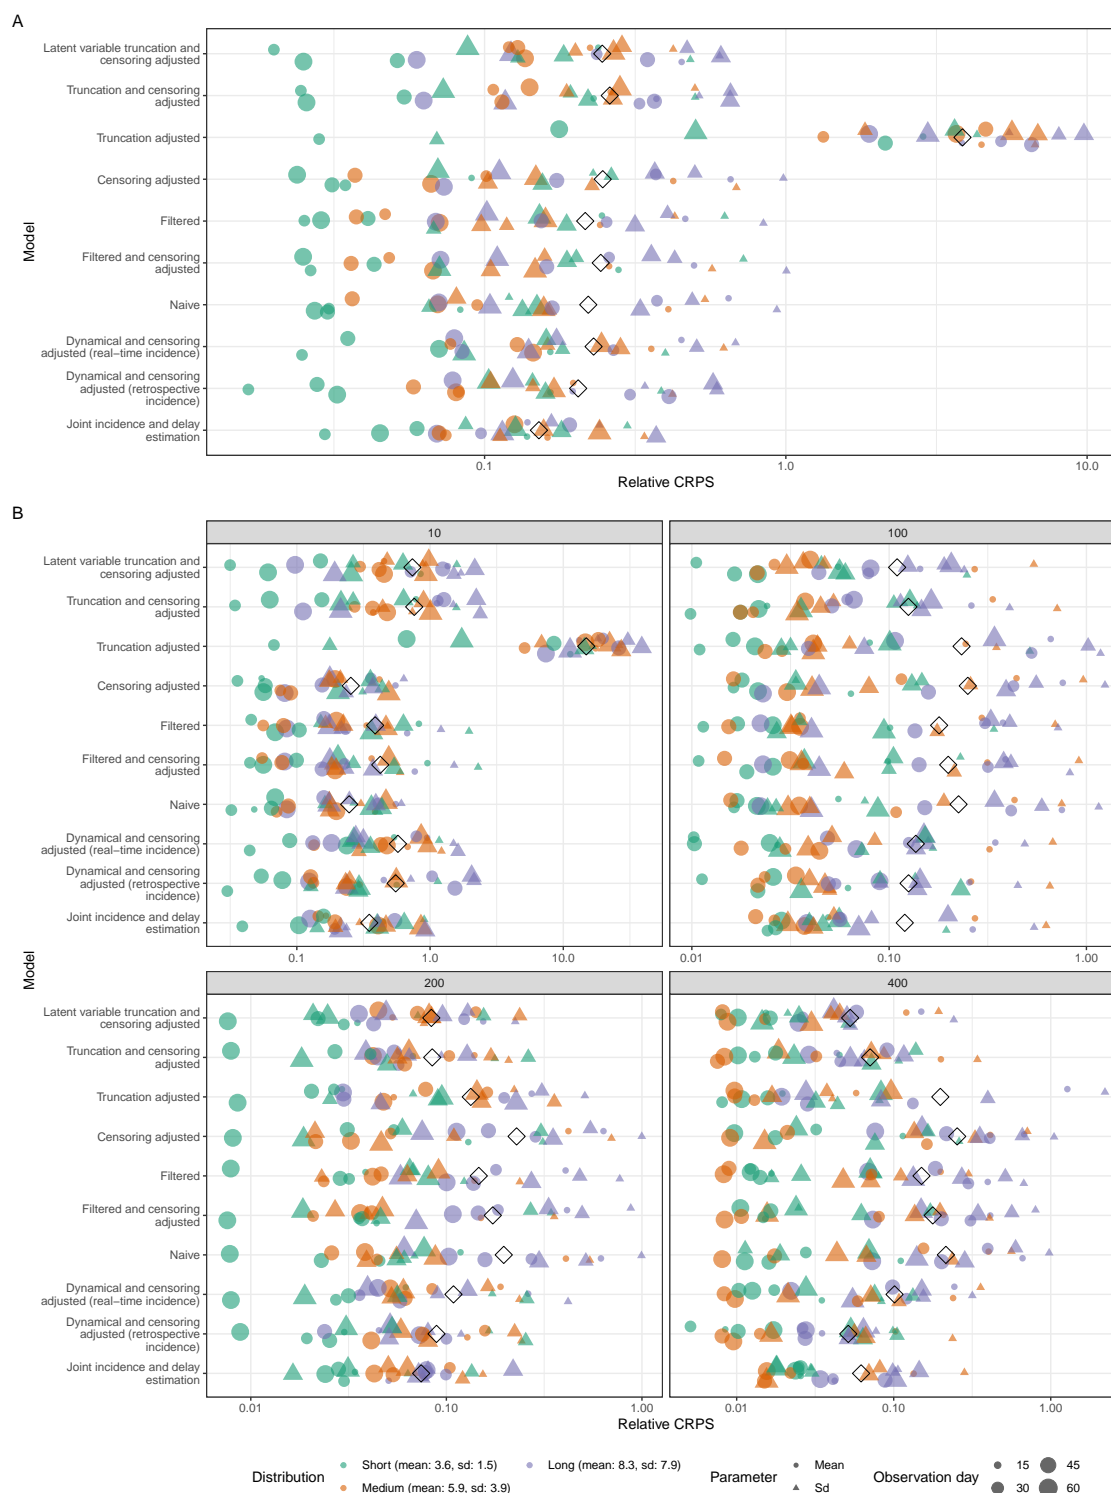 A
Latent variable truncation and
censoring adjusted
Truncation and censoring
adjusted
Truncation adjusted
Censoring adjusted
Filtered
Filtered and censoring
adjusted
Naive
Dynamical and censoring
adjusted (real−time incidence)
Dynamical and censoring
adjusted (retrospective
incidence)
Joint incidence and delay
estimation
Model
0.1
1.0
10.0
Relative CRPS
B
10
100
Latent variable truncation and
censoring adjusted
Truncation and censoring
adjusted
Truncation adjusted
Censoring adjusted
Filtered
Filtered and censoring
adjusted
Naive
Dynamical and censoring
adjusted (real−time incidence)
Dynamical and censoring
adjusted (retrospective
incidence)
Joint incidence and delay
estimation
0.1
1.0
10.0
0.01
0.10
1.00
Model
200
400
Latent variable truncation and
censoring adjusted
Truncation and censoring
adjusted
Truncation adjusted
Censoring adjusted
Filtered
Filtered and censoring
adjusted
Naive
Dynamical and censoring
adjusted (real−time incidence)
Dynamical and censoring
adjusted (retrospective
incidence)
Joint incidence and delay
estimation
0.01
0.10
1.00
0.01
0.10
1.00
Relative CRPS
Distribution
Short (mean: 3.6, sd: 1.5)
Long (mean: 8.3, sd: 7.9)
Medium (mean: 5.9, sd: 3.9)
Parameter
Mean
Sd
Observation day
15
45
30
60